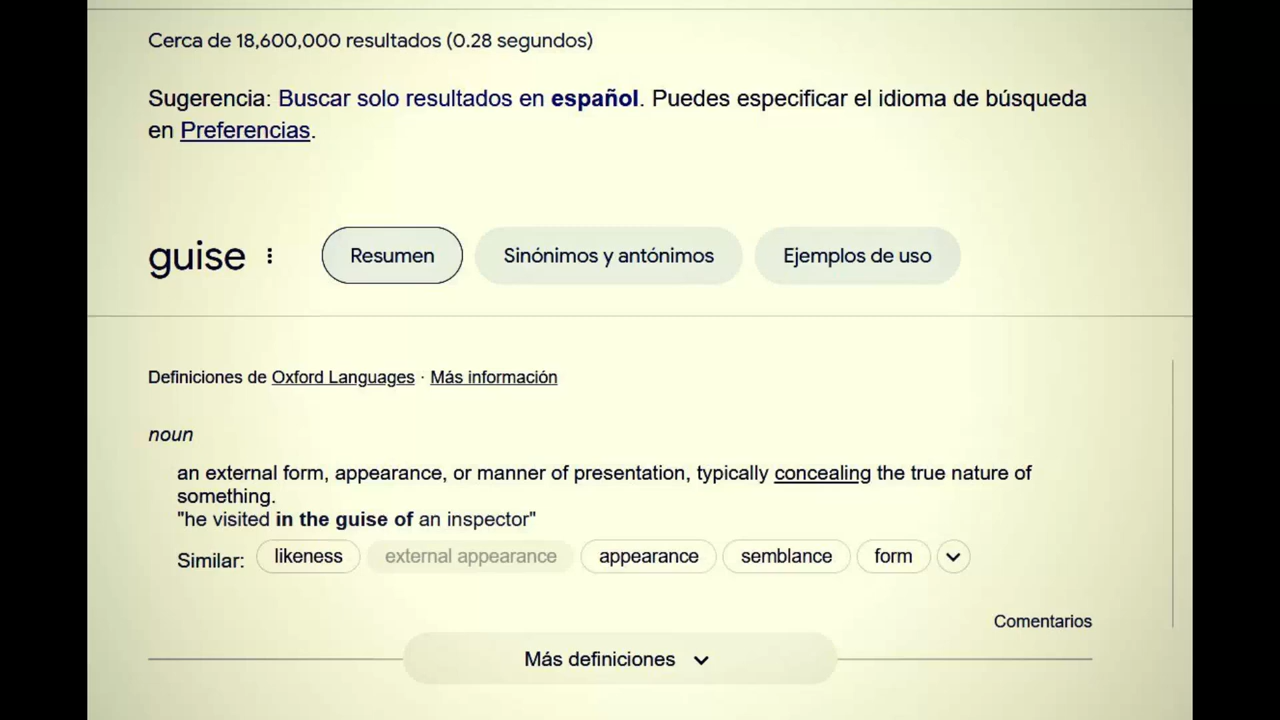 Cerca de 18,600,000 resultados (0.28 segundos)
Sugerencia: Buscar solo resultados en español. Puedes especificar el idioma de búsqueda
en Preferencias.
guise Resumen Sinónimos y antónimos Ejemplos de uso
Definiciones de Oxford Languages · Más información
noun
an external form, appearance, or manner of presentation, typically concealing the true nature of
something.
"he visited in the guise of an inspector"
Similar: likeness external appearance appearance semblance form
Comentarios
Más definiciones